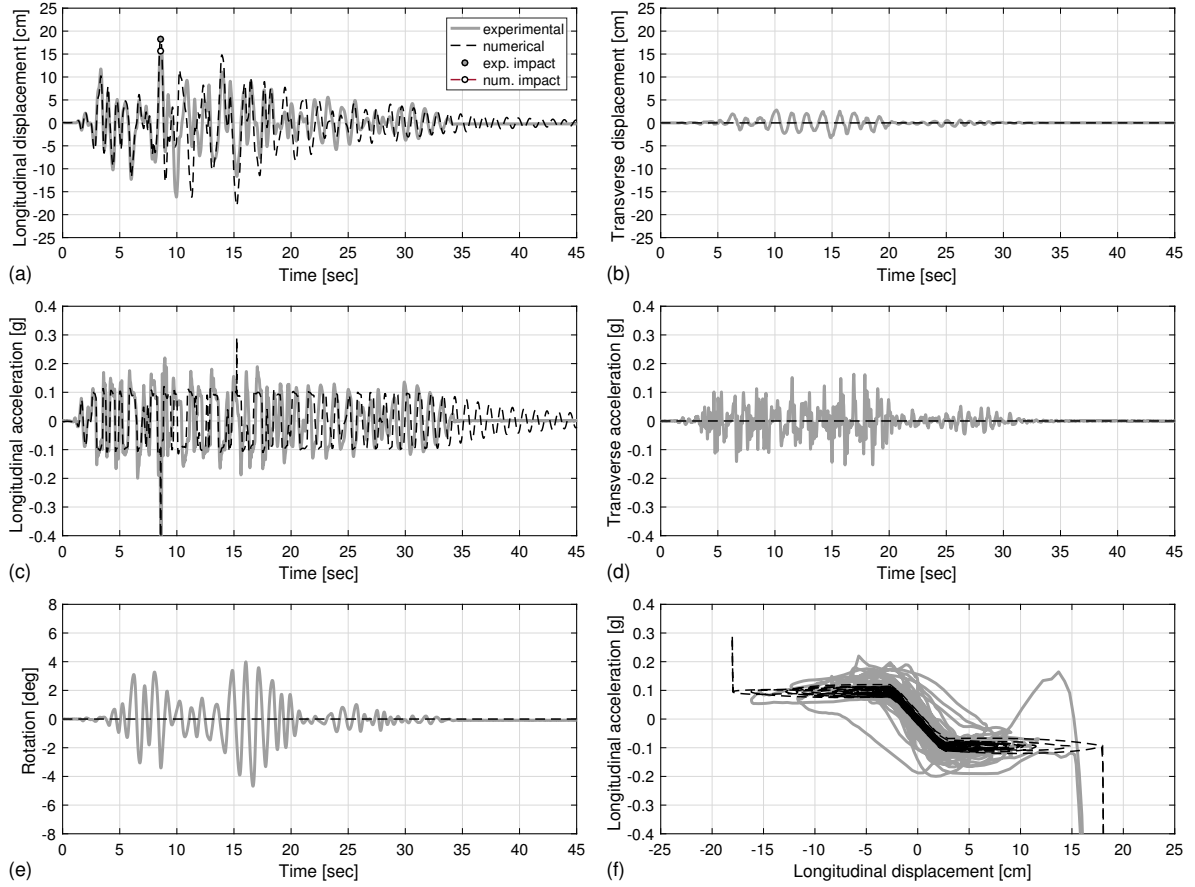 25
20
15
10
5
0
-5
-10
-15
-20
-25
Longitudinal displacement [cm]
experimental
numerical
exp. impact
num. impact
0 5 10 15 20 25 30 35 40 45
(a) Time [sec]
25
20
15
10
5
0
-5
-10
-15
-20
-25
Transverse displacement [cm]
0 5 10 15 20 25 30 35 40 45
(b) Time [sec]
0.4
0.3
0.2
0.1
0
-0.1
-0.2
-0.3
-0.4
Longitudinal acceleration [g]
0 5 10 15 20 25 30 35 40 45
(c) Time [sec]
0.4
0.3
0.2
0.1
0
-0.1
-0.2
-0.3
-0.4
Transverse acceleration [g]
0 5 10 15 20 25 30 35 40 45
(d) Time [sec]
8
6
4
2
0
-2
-4
-6
-8
Rotation [deg]
0 5 10 15 20 25 30 35 40 45
(e) Time [sec]
0.4
0.3
0.2
0.1
0
-0.1
-0.2
-0.3
-0.4
Longitudinal acceleration [g]
-25 -20 -15 -10 -5 0 5 10 15 20 25
(f) Longitudinal displacement [cm]